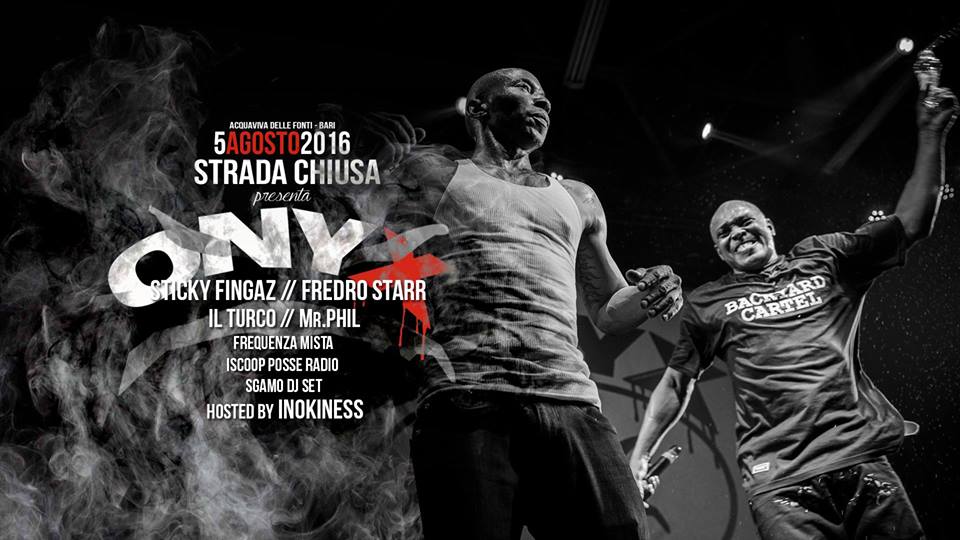 ACQUAVIVA DELLE FONTI - BARI
5AGOSTO2016
STRADA CHIUSA
presenta
ONYX
STICKY FINGAZ // FREDRO STARR
IL TURCO // MR.PHIL
FREQUENZA MISTA
ISCOOP POSSE RADIO
SGAMO DJ SET
HOSTED BY INOKINESS
BACKYARD
CARTEL